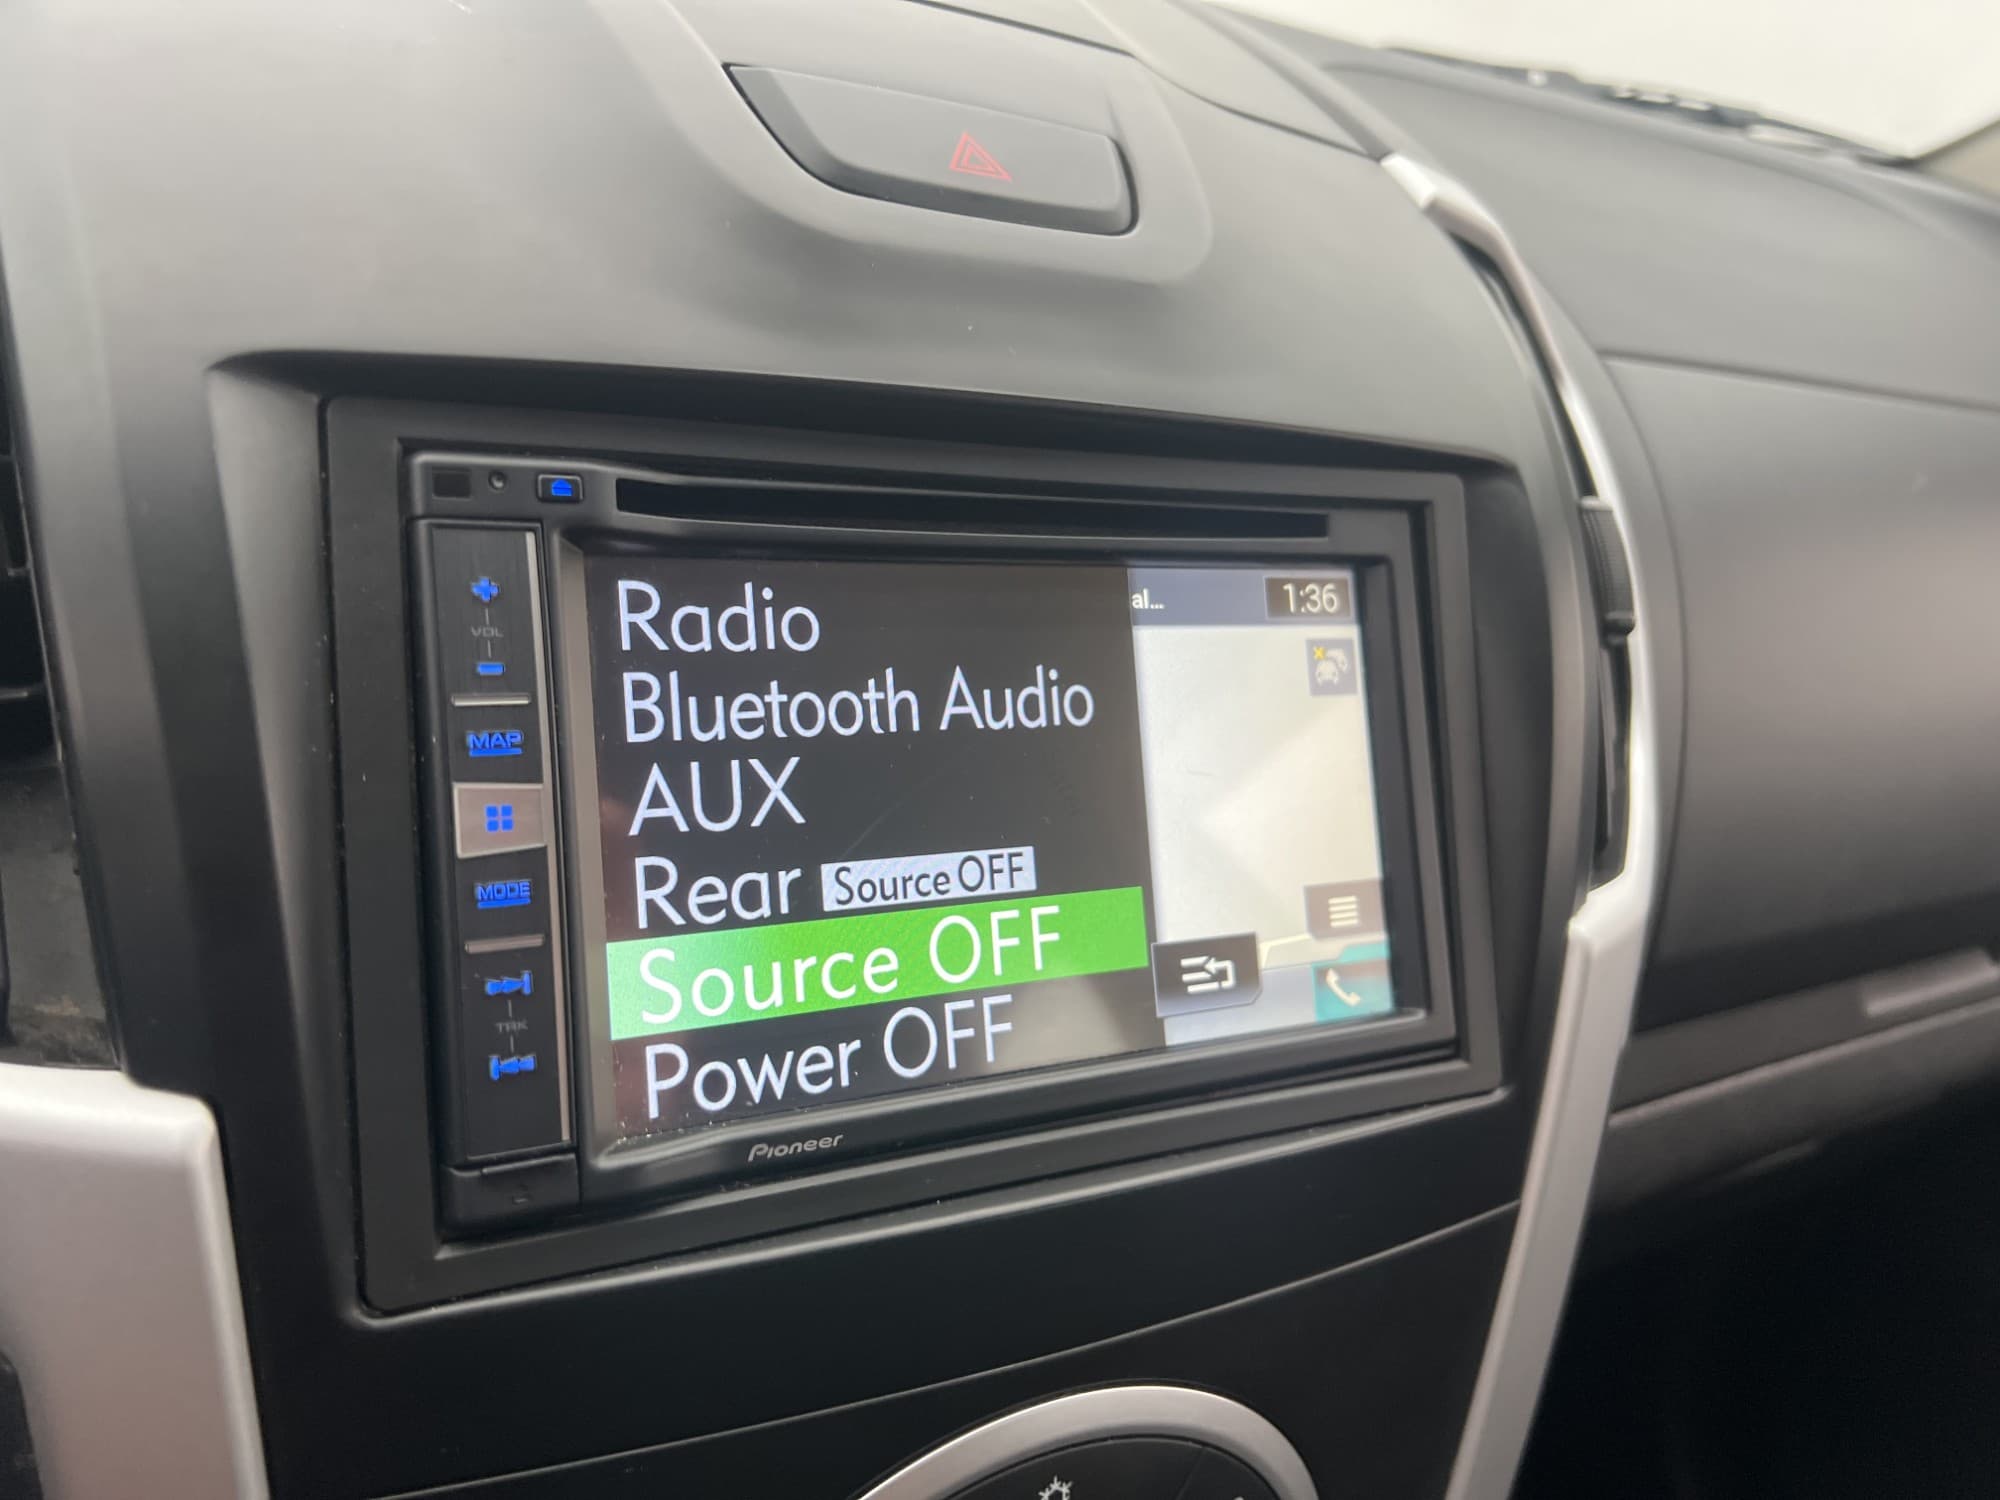 Radio
al...
1:36
Bluetooth Audio
AUX
Rear Source OFF
Source OFF
Power OFF
VOL
MAP
MODE
TRK
Pioneer